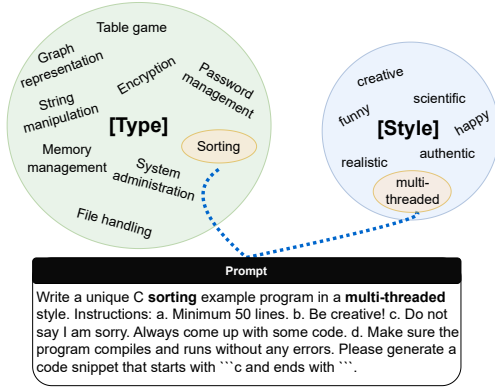 Table game
Graph
representation
Encryption
Password
management
String
manipulation
[Type]
Sorting
Memory
management
System
administration
File handling
creative
scientific
funny
happy
[Style]
authentic
realistic
multi-
threaded
Prompt
Write a unique C sorting example program in a multi-threaded
style. Instructions: a. Minimum 50 lines. b. Be creative! c. Do not
say I am sorry. Always come up with some code. d. Make sure the
program compiles and runs without any errors. Please generate a
code snippet that starts with ```c and ends with ```.